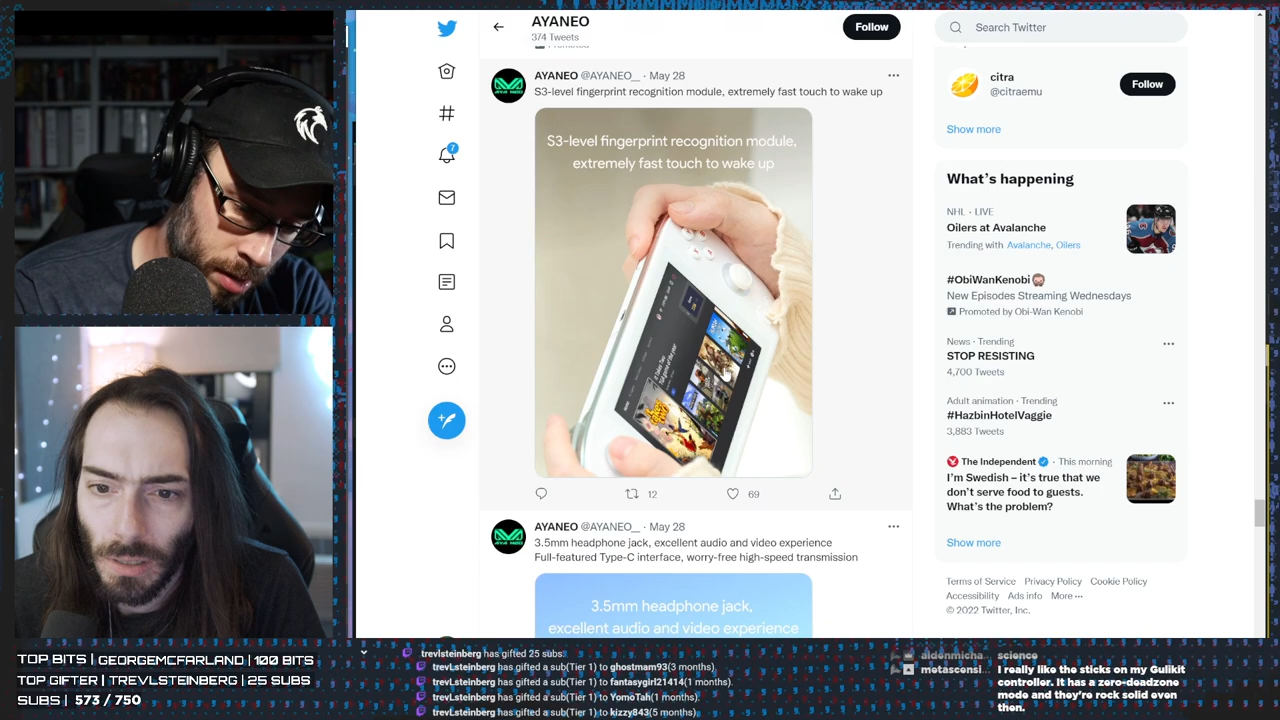 AYANEO
374 Tweets
Follow
Search Twitter
AYANEO @AYANEO__ · May 28
S3-level fingerprint recognition module, extremely fast touch to wake up
S3-level fingerprint recognition module,
extremely fast touch to wake up
12
69
AYANEO @AYANEO__ · May 28
3.5mm headphone jack, excellent audio and video experience
Full-featured Type-C interface, worry-free high-speed transmission
3.5mm headphone jack,
excellent audio and video experience
7
citra
@citraemu
Follow
Show more
What's happening
NHL · LIVE
Oilers at Avalanche
Trending with Avalanche, Oilers
#ObiWanKenobi
New Episodes Streaming Wednesdays
Promoted by Obi-Wan Kenobi
News · Trending
STOP RESISTING
4,700 Tweets
Adult animation · Trending
#HazbinHotelVaggie
3,883 Tweets
The Independent · This morning
I'm Swedish – it's true that we
don't serve food to guests.
What's the problem?
Show more
Terms of Service Privacy Policy Cookie Policy
Accessibility Ads info More ···
© 2022 Twitter, Inc.
TOP BITS | GEORGEMCFARLAND | 100 BITS
TOP GIFTER | TREVLSTEINBERG | 25 SUBS
SUBS | 573 / 750
trevlsteinberg has gifted 25 subs.
trevLsteinberg has gifted a sub(Tier 1) to ghostmam93(3 months).
trevLsteinberg has gifted a sub(Tier 1) to fantasygirl21414(1 months).
trevLsteinberg has gifted a sub(Tier 1) to YomoTah(1 months).
trevLsteinberg has gifted a sub(Tier 1) to kizzy843(5 months).
aldenmicha... science
metascensi... I really like the sticks on my Gulikit
controller. It has a zero-deadzone
mode and they're rock solid even
then.